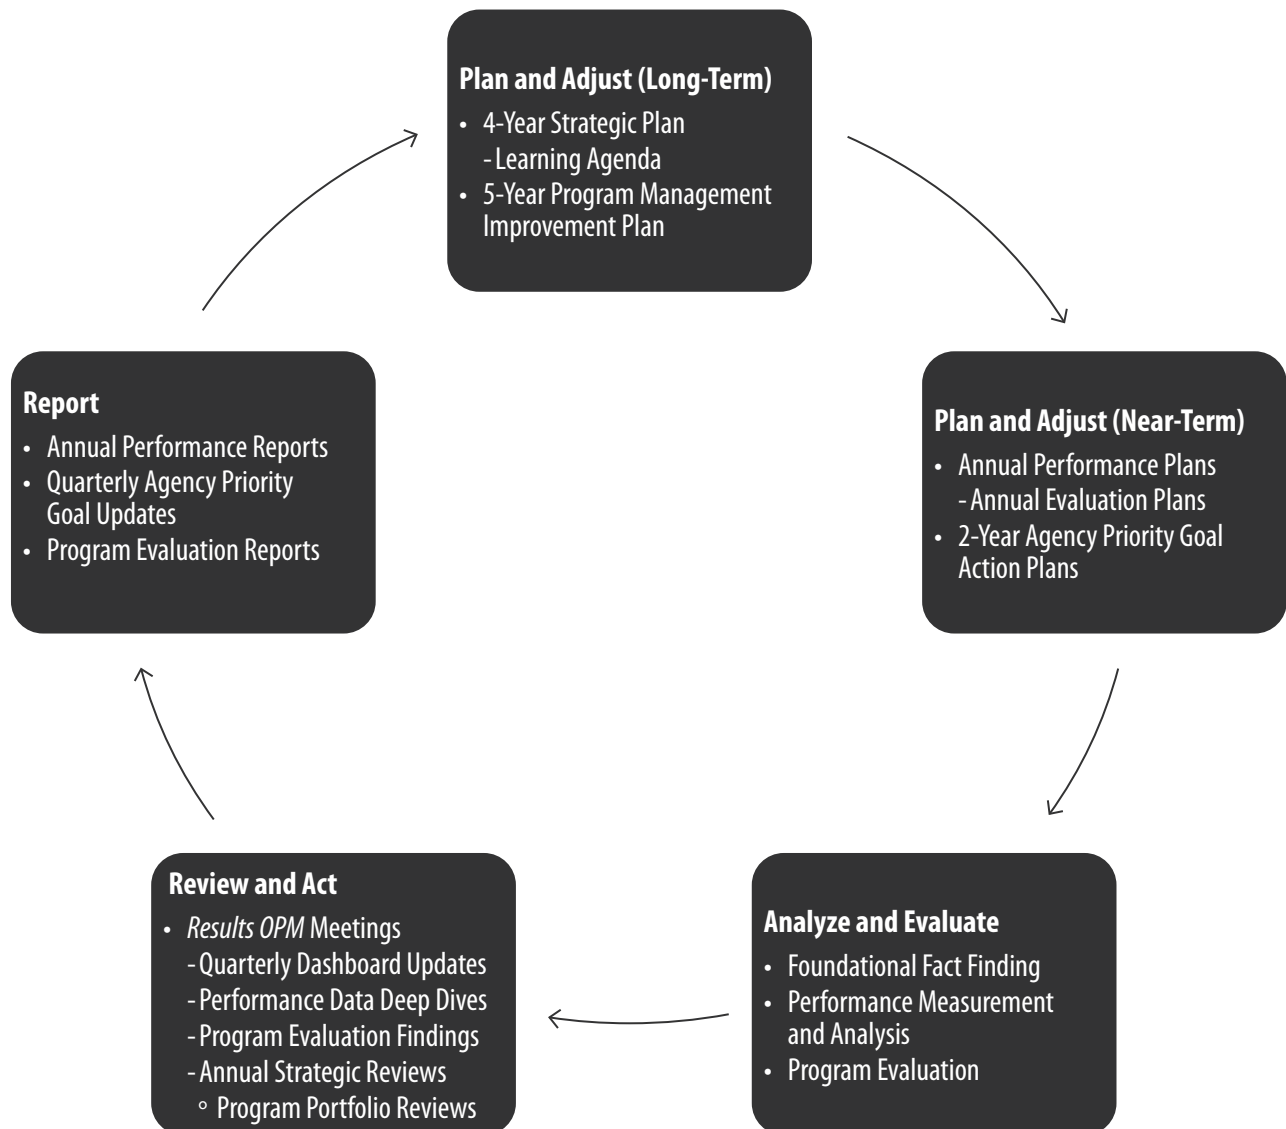 Plan and Adjust (Long-Term)
• 4-Year Strategic Plan
- Learning Agenda
• 5-Year Program Management
Improvement Plan
Plan and Adjust (Near-Term)
• Annual Performance Plans
- Annual Evaluation Plans
• 2-Year Agency Priority Goal
Action Plans
Analyze and Evaluate
• Foundational Fact Finding
• Performance Measurement
and Analysis
• Program Evaluation
Review and Act
• Results OPM Meetings
- Quarterly Dashboard Updates
- Performance Data Deep Dives
- Program Evaluation Findings
- Annual Strategic Reviews
° Program Portfolio Reviews
Report
• Annual Performance Reports
• Quarterly Agency Priority
Goal Updates
• Program Evaluation Reports